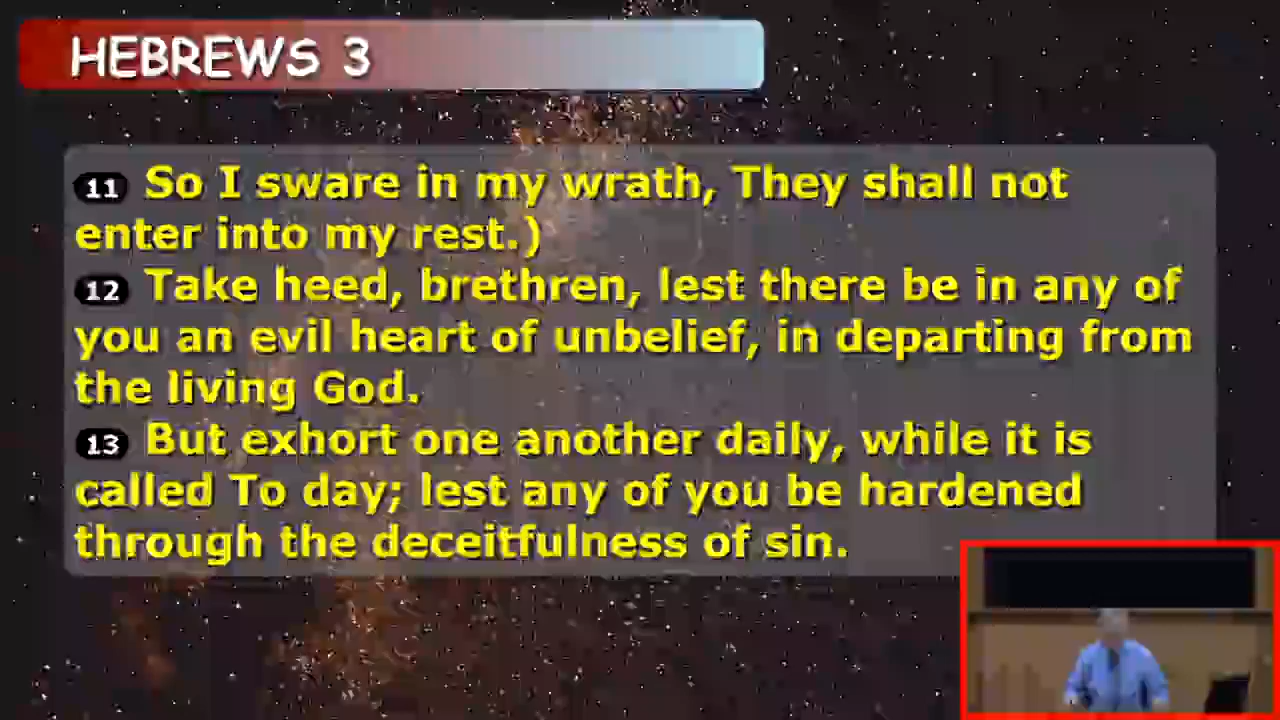 HEBREWS 3
11 So I sware in my wrath, They shall not
enter into my rest.)
12 Take heed, brethren, lest there be in any of
you an evil heart of unbelief, in departing from
the living God.
13 But exhort one another daily, while it is
called To day; lest any of you be hardened
through the deceitfulness of sin.